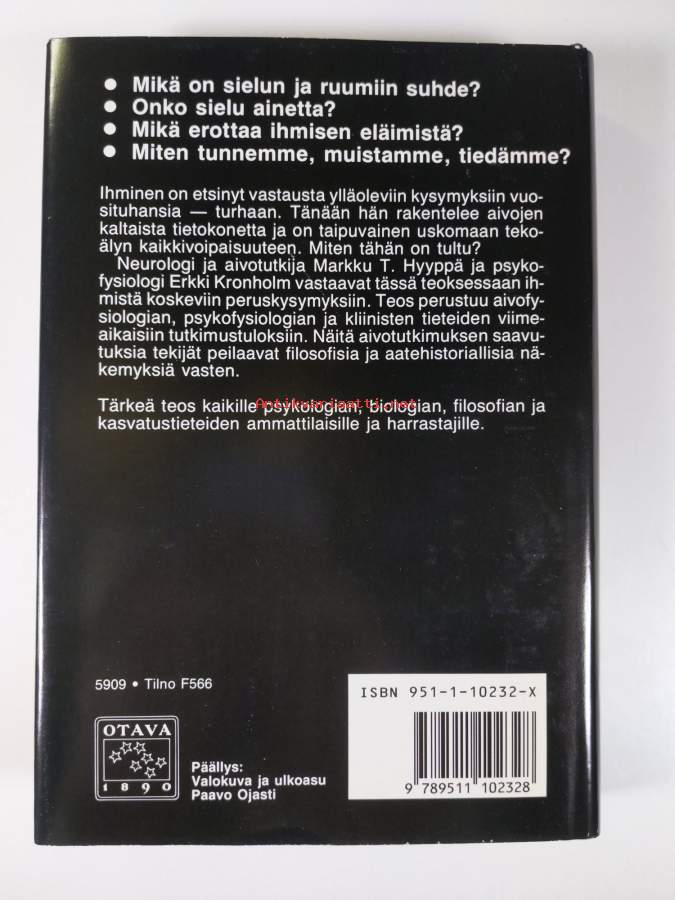 ● Mikä on sielun ja ruumiin suhde?
● Onko sielu ainetta?
● Mikä erottaa ihmisen eläimistä?
● Miten tunnemme, muistamme, tiedämme?
Ihminen on etsinyt vastausta ylläoleviin kysymyksiin vuo-
situhansia — turhaan. Tänään hän rakentelee aivojen
kaltaista tietokonetta ja on taipuvainen uskomaan teko-
älyn kaikkivoipaisuuteen. Miten tähän on tultu?
Neurologi ja aivotutkija Markku T. Hyyppä ja psyko-
fysiologi Erkki Kronholm vastaavat tässä teoksessaan ih-
mistä koskeviin peruskysymyksiin. Teos perustuu aivofy-
siologian, psykofysiologian ja kliinisten tieteiden viime-
aikaisiin tutkimustuloksiin. Näitä aivotutkimuksen saavu-
tuksia tekijät peilaavat filosofisia ja aatehistoriallisia nä-
kemyksiä vasten.
Antikvariaatti.net
Tärkeä teos kaikille psykologian, biologian, filosofian ja
kasvatustieteiden ammattilaisille ja harrastajille.
5909 • Tilno F566
ISBN 951-1-10232-X
OTAVA
1890
Päällys:
Valokuva ja ulkoasu
Paavo Ojasti
9 789511 102328